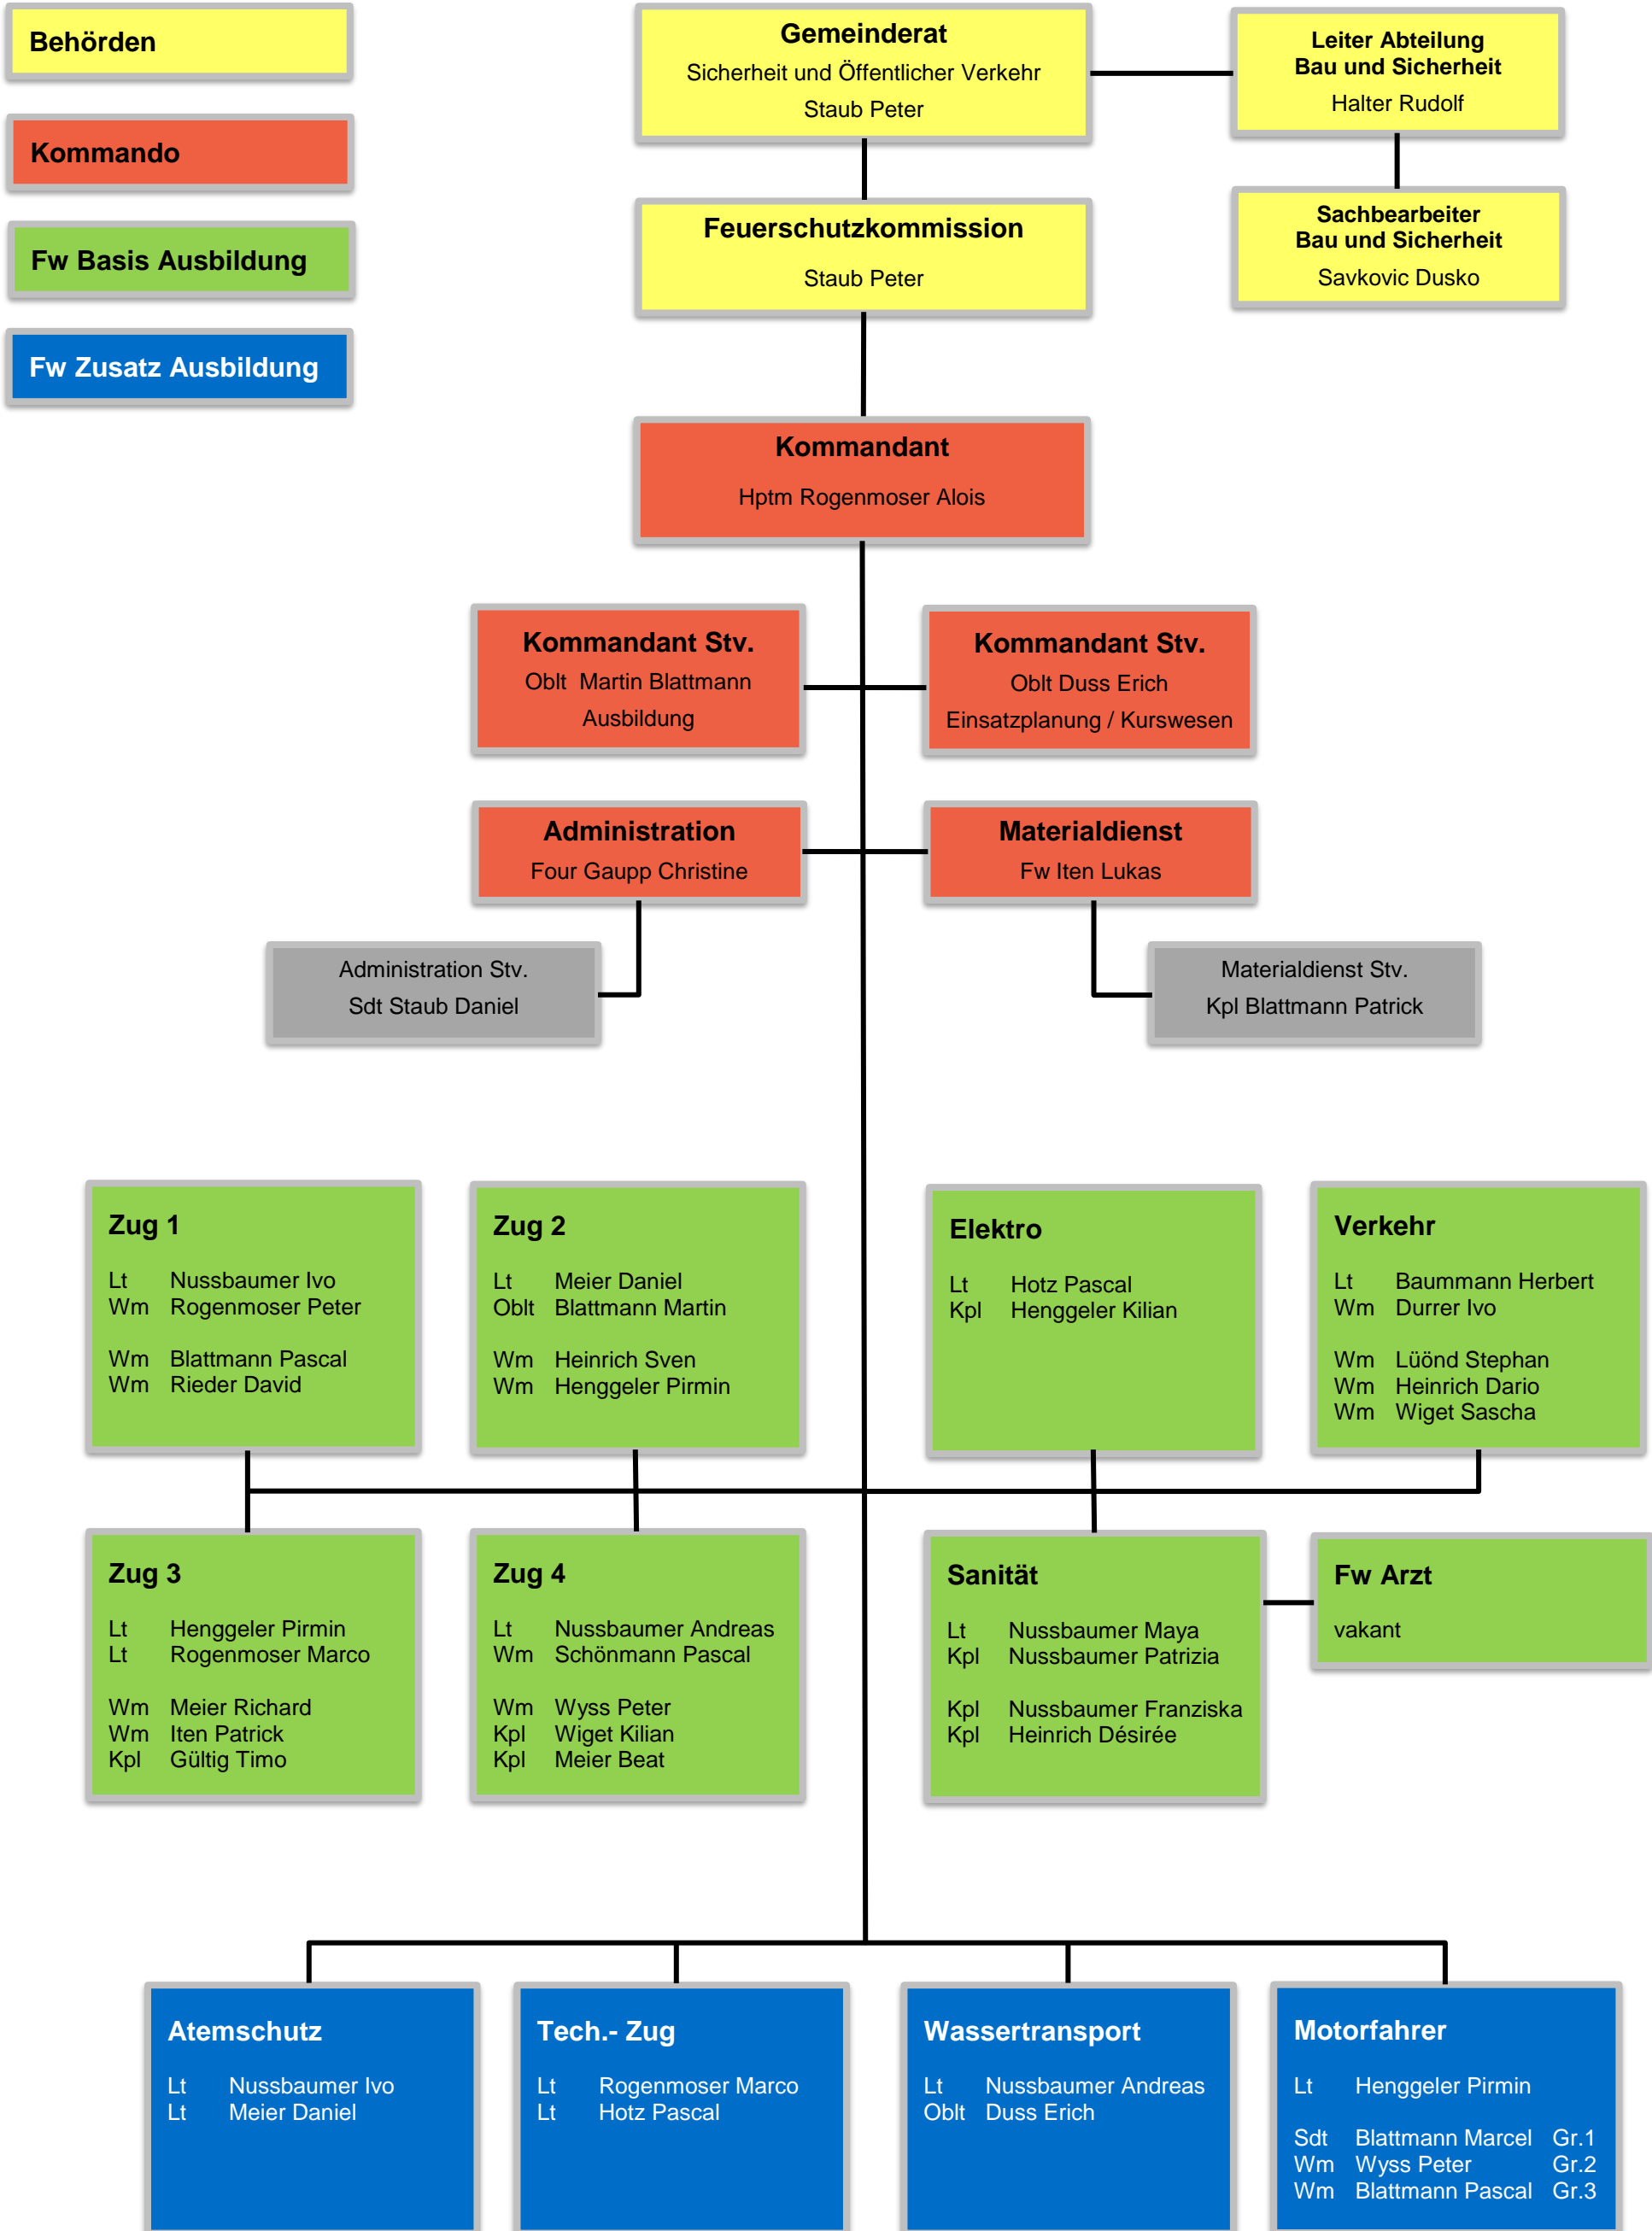 Behörden
Kommando
Fw Basis Ausbildung
Fw Zusatz Ausbildung
Gemeinderat
Sicherheit und Öffentlicher Verkehr
Staub Peter
Leiter Abteilung
Bau und Sicherheit
Halter Rudolf
Feuerschutzkommission
Staub Peter
Sachbearbeiter
Bau und Sicherheit
Savkovic Dusko
Kommandant
Hptm Rogenmoser Alois
Kommandant Stv.
Oblt Martin Blattmann
Ausbildung
Kommandant Stv.
Oblt Duss Erich
Einsatzplanung / Kurswesen
Administration
Four Gaupp Christine
Materialdienst
Fw Iten Lukas
Administration Stv.
Sdt Staub Daniel
Materialdienst Stv.
Kpl Blattmann Patrick
Zug 1
Lt Nussbaumer Ivo
Wm Rogenmoser Peter
Wm Blattmann Pascal
Wm Rieder David
Zug 2
Lt Meier Daniel
Oblt Blattmann Martin
Wm Heinrich Sven
Wm Henggeler Pirmin
Elektro
Lt Hotz Pascal
Kpl Henggeler Kilian
Verkehr
Lt Baummann Herbert
Wm Durrer Ivo
Wm Lüönd Stephan
Wm Heinrich Dario
Wm Wiget Sascha
Zug 3
Lt Henggeler Pirmin
Lt Rogenmoser Marco
Wm Meier Richard
Wm Iten Patrick
Kpl Gültig Timo
Zug 4
Lt Nussbaumer Andreas
Wm Schönmann Pascal
Wm Wyss Peter
Kpl Wiget Kilian
Kpl Meier Beat
Sanität
Lt Nussbaumer Maya
Kpl Nussbaumer Patrizia
Kpl Nussbaumer Franziska
Kpl Heinrich Désirée
Fw Arzt
vakant
Atemschutz
Lt Nussbaumer Ivo
Lt Meier Daniel
Tech.- Zug
Lt Rogenmoser Marco
Lt Hotz Pascal
Wassertransport
Lt Nussbaumer Andreas
Oblt Duss Erich
Motorfahrer
Lt Henggeler Pirmin
Sdt Blattmann Marcel Gr.1
Wm Wyss Peter Gr.2
Wm Blattmann Pascal Gr.3